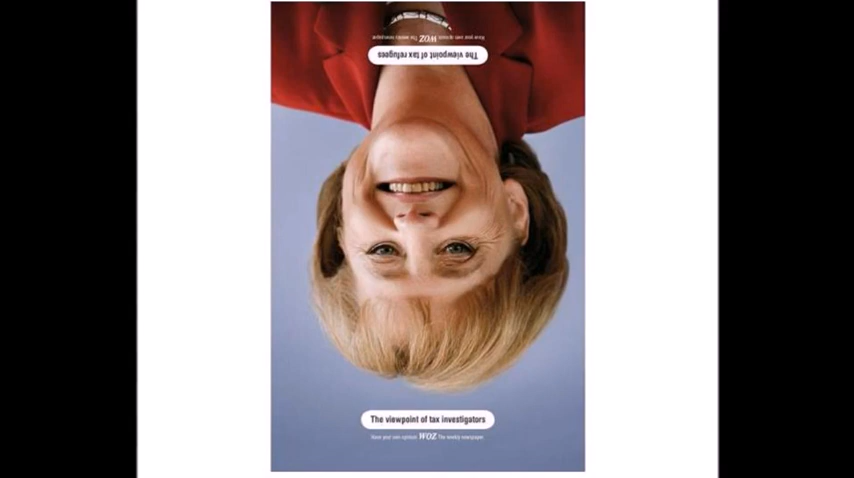 Have your own opinion WOZ The weekly newspaper.
The viewpoint of tax refugees
The viewpoint of tax investigators
Have your own opinion WOZ The weekly newspaper.